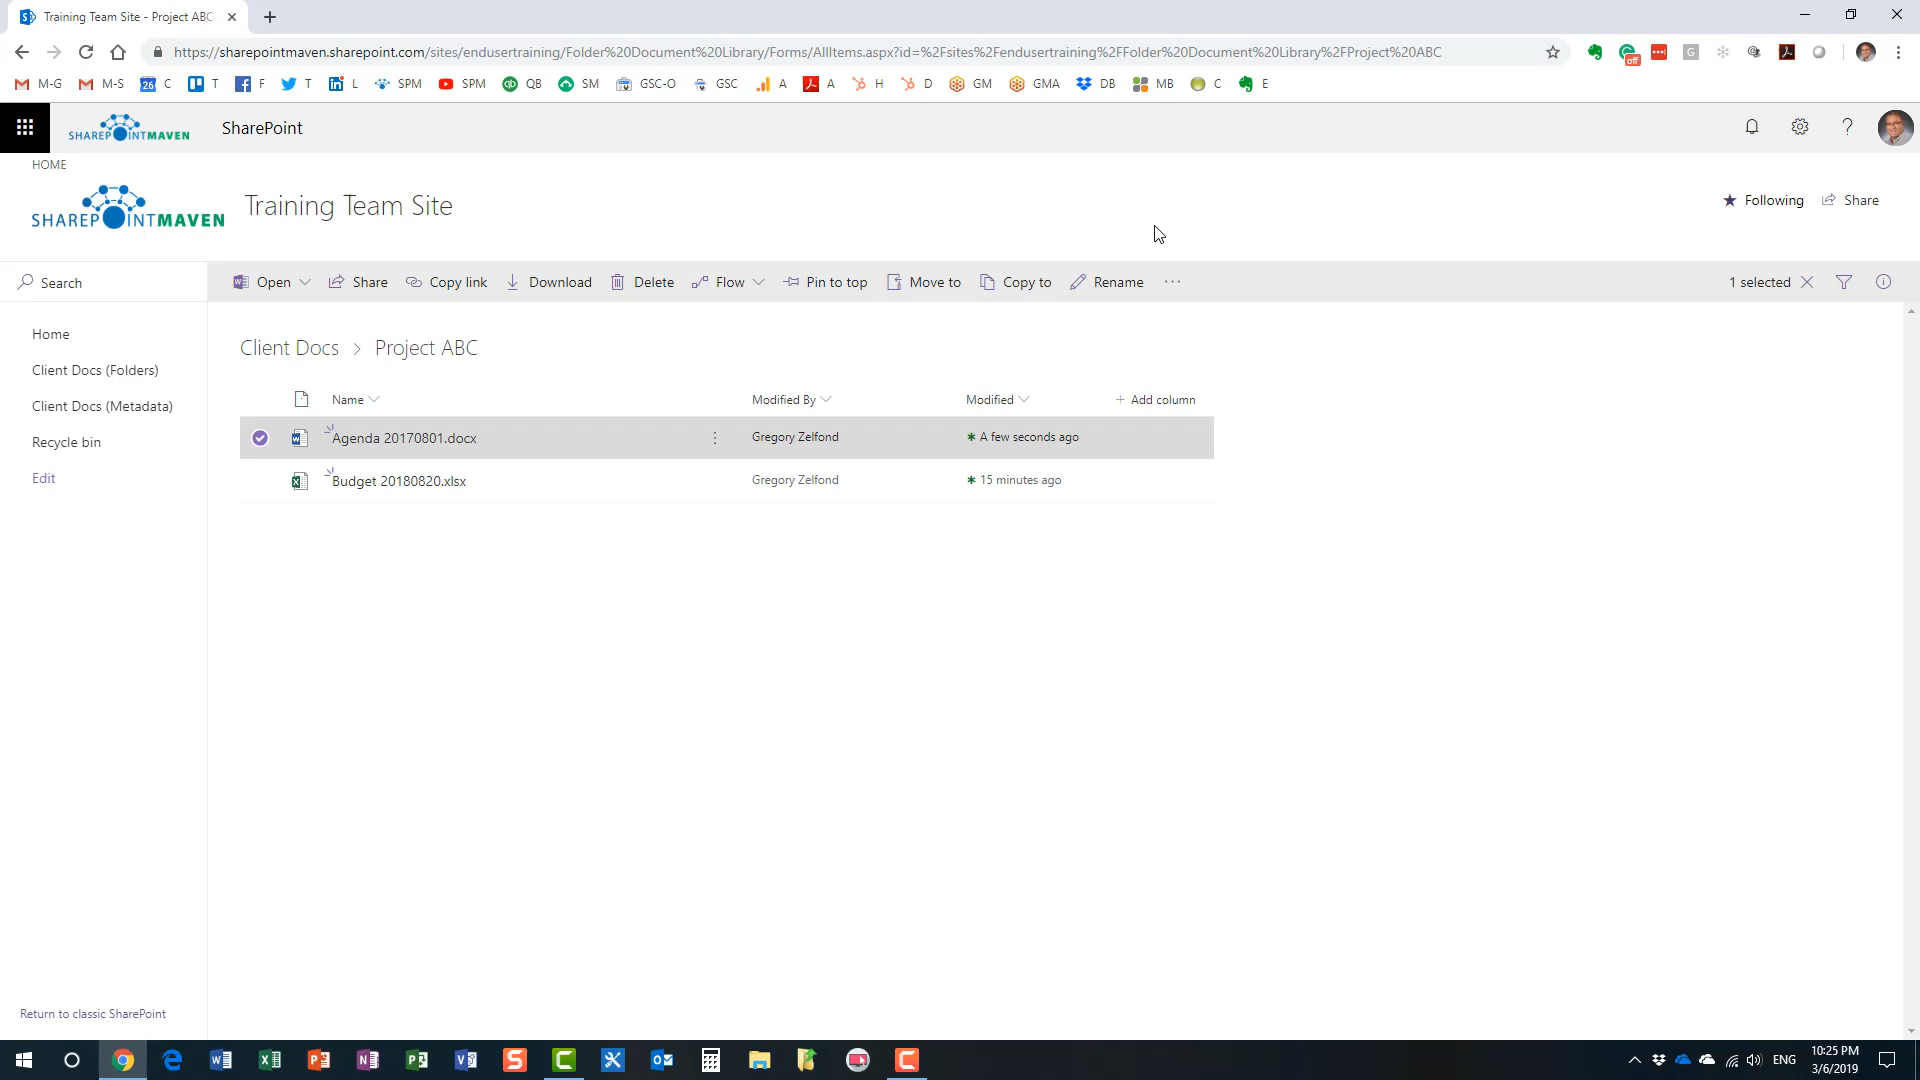 Training Team Site - Project ABC
https://sharepointmaven.sharepoint.com/sites/endusertraining/Folder%20Document%20Library/Forms/AllItems.aspx?id=%2Fsites%2Fendusertraining%2FFolder%20Document%20Library%2FProject%20ABC
off
M-G M-S 26 C T F T L SPM SPM QB SM GSC-O GSC A A H D GM GMA DB MB C E
SHAREPOINTMAVEN SharePoint
HOME
SHAREPOINTMAVEN Training Team Site Following Share
Search Open Share Copy link Download Delete Flow Pin to top Move to Copy to Rename ... 1 selected
Home
Client Docs (Folders)
Client Docs (Metadata)
Recycle bin
Edit
Client Docs > Project ABC
Name Modified By Modified + Add column
Agenda 20170801.docx Gregory Zelfond A few seconds ago
Budget 20180820.xlsx Gregory Zelfond 15 minutes ago
Return to classic SharePoint
ENG 10:25 PM
3/6/2019